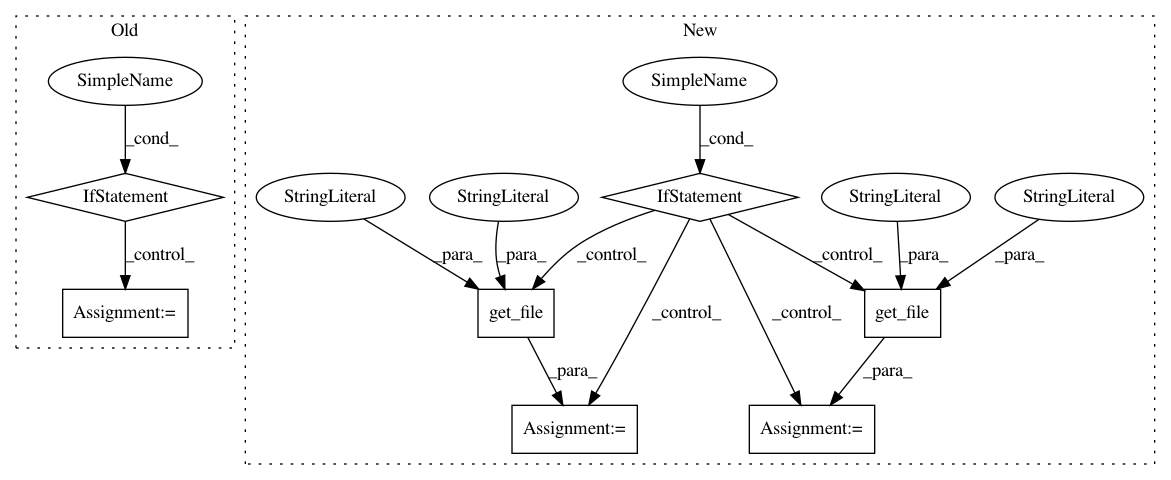 Old
New
SimpleName
SimpleName
_cond_
_cond_
IfStatement
StringLiteral
StringLiteral
IfStatement
StringLiteral
StringLiteral
_control_
_para_
_para_
_control_
_control_
_para_
_para_
Assignment:=
get_file
_control_
_control_
get_file
_para_
_para_
Assignment:=
Assignment:=